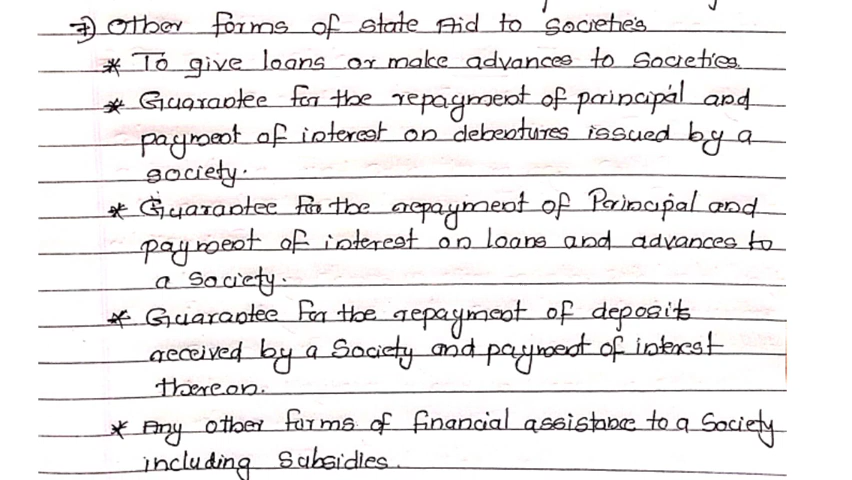 7) Other forms of state Aid to Societies
* To give loans or make advances to Societies.
* Guarantee for the repayment of principal and
payment of interest on debentures issued by a
society.
* Guarantee for the repayment of Principal and
payment of interest on loans and advances to
a Society.
* Guarantee for the repayment of deposits
received by a Society and payment of interest
thereon.
* Any other forms of financial assistance to a Society
including Subsidies.